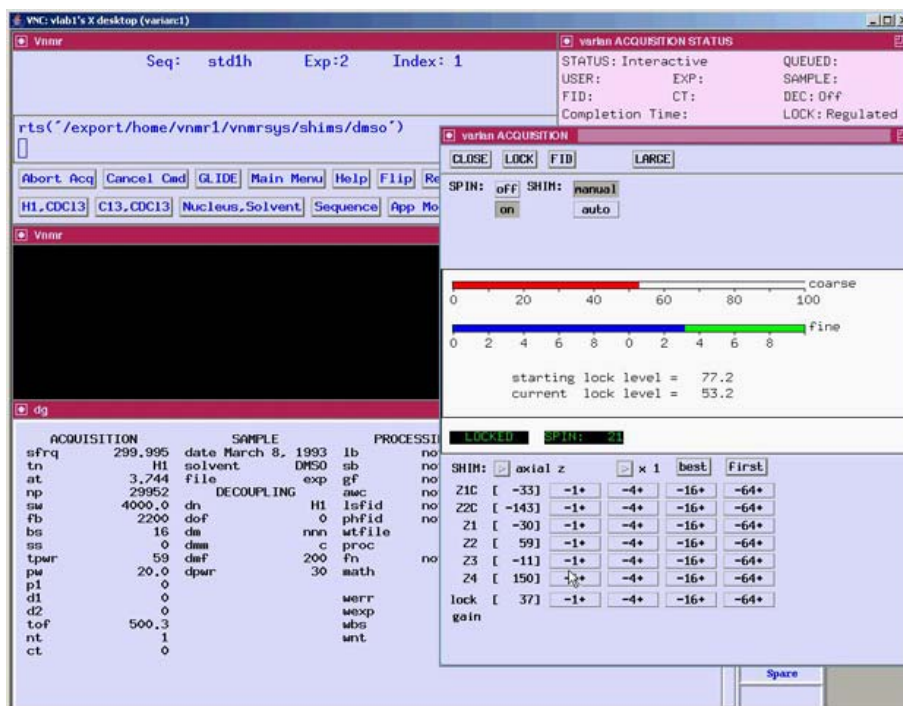 VNC: vlab1's X desktop (varian:1)
Vnmr
Seq: std1h Exp:2 Index: 1
rts('/export/home/vnmr1/vnmrsys/shims/dmso')
Abort Acq Cancel Cmd GLIDE Main Menu Help Flip Re
H1,CDCl3 C13,CDCl3 Nucleus,Solvent Sequence App Mo
Vnmr
dg
ACQUISITION SAMPLE PROCESSI
sfrq 299.995 date March 8, 1993 lb no
tn H1 solvent DMSO sb no
at 3.744 file exp gf no
np 29952 DECOUPLING awc no
sw 4000.0 dn H1 lsfid no
fb 2200 dof 0 phfid no
bs 16 dm nnn wtfile
ss 0 dmm c proc
tpwr 59 dmf 200 fn no
pw 20.0 dpwr 30 math
p1 0
d1 0 werr
d2 0 wexp
tof 500.3 wbs
nt 1 wnt
ct 0
varian ACQUISITION STATUS
STATUS: Interactive QUEUED:
USER: EXP: SAMPLE:
FID: CT: DEC: Off
Completion Time: LOCK: Regulated
varian ACQUISITION
CLOSE LOCK FID LARGE
SPIN: off SHIM: manual
on auto
coarse
0 20 40 60 80 100
fine
0 2 4 6 8 0 2 4 6 8
starting lock level = 77.2
current lock level = 53.2
LOCKED SPIN: 21
SHIM: axial z x 1 best first
Z1C [ -33] -1+ -4+ -16+ -64+
Z2C [ -143] -1+ -4+ -16+ -64+
Z1 [ -30] -1+ -4+ -16+ -64+
Z2 [ 59] -1+ -4+ -16+ -64+
Z3 [ -11] -1+ -4+ -16+ -64+
Z4 [ 150] -1+ -4+ -16+ -64+
lock [ 37] -1+ -4+ -16+ -64+
gain
Spare